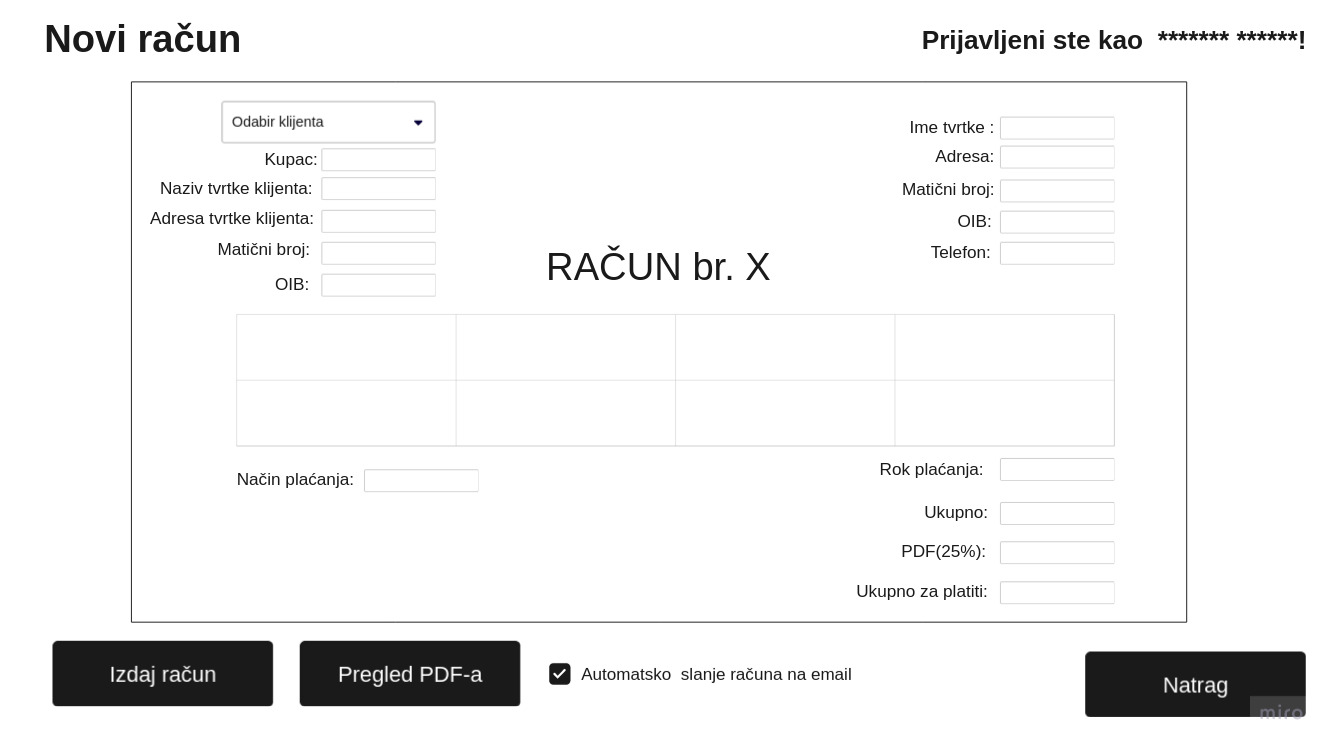 Novi račun
Prijavljeni ste kao ******* ******!
Odabir klijenta
Kupac:
Naziv tvrtke klijenta:
Adresa tvrtke klijenta:
Matični broj:
OIB:
Ime tvrtke :
Adresa:
Matični broj:
OIB:
Telefon:
RAČUN br. X
Način plaćanja:
Rok plaćanja:
Ukupno:
PDF(25%):
Ukupno za platiti:
Izdaj račun
Pregled PDF-a
Automatsko slanje računa na email
Natrag
miro